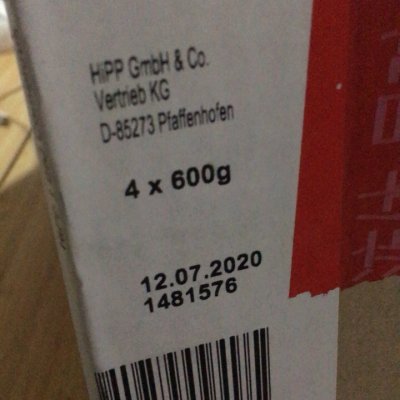 HiPP GmbH & Co.
Vertrieb KG
D-85273 Pfaffenhofen
4 x 600g
12.07.2020
1481576